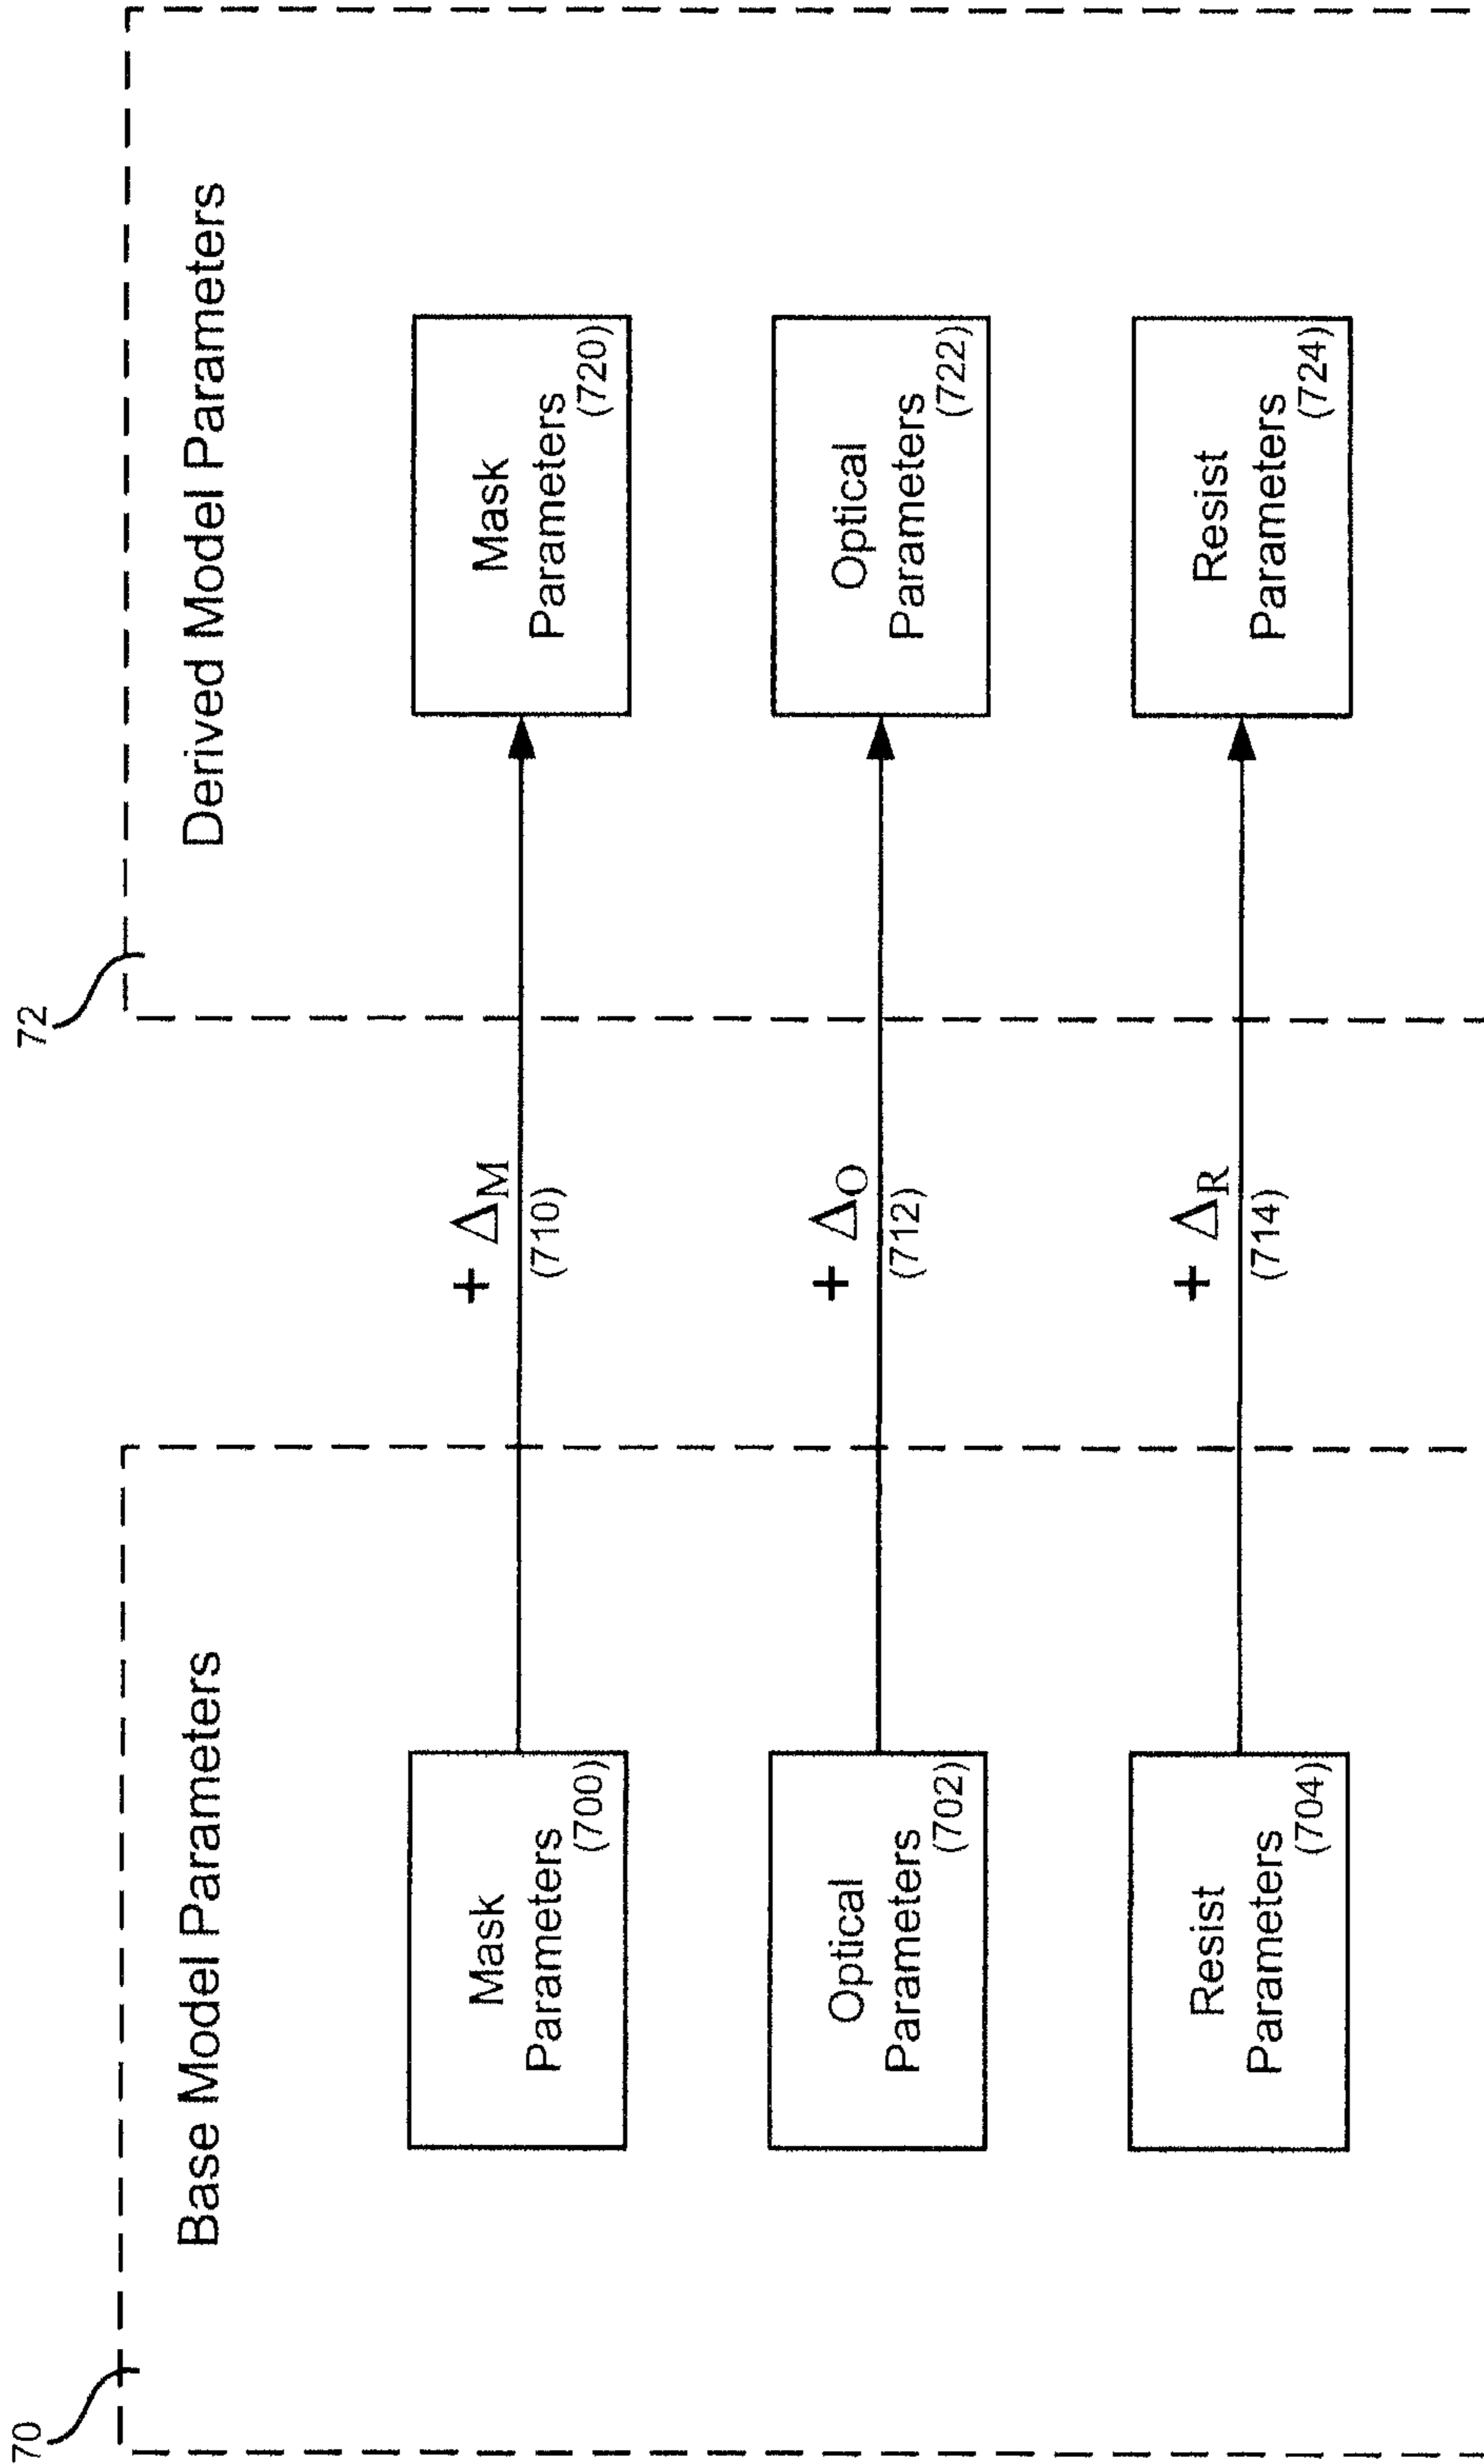 70
72
Base Model Parameters
Derived Model Parameters
Mask
Parameters
(700)
+ ΔM
(710)
Mask
Parameters
(720)
Optical
Parameters
(702)
+ ΔO
(712)
Optical
Parameters
(722)
Resist
Parameters
(704)
+ ΔR
(714)
Resist
Parameters
(724)